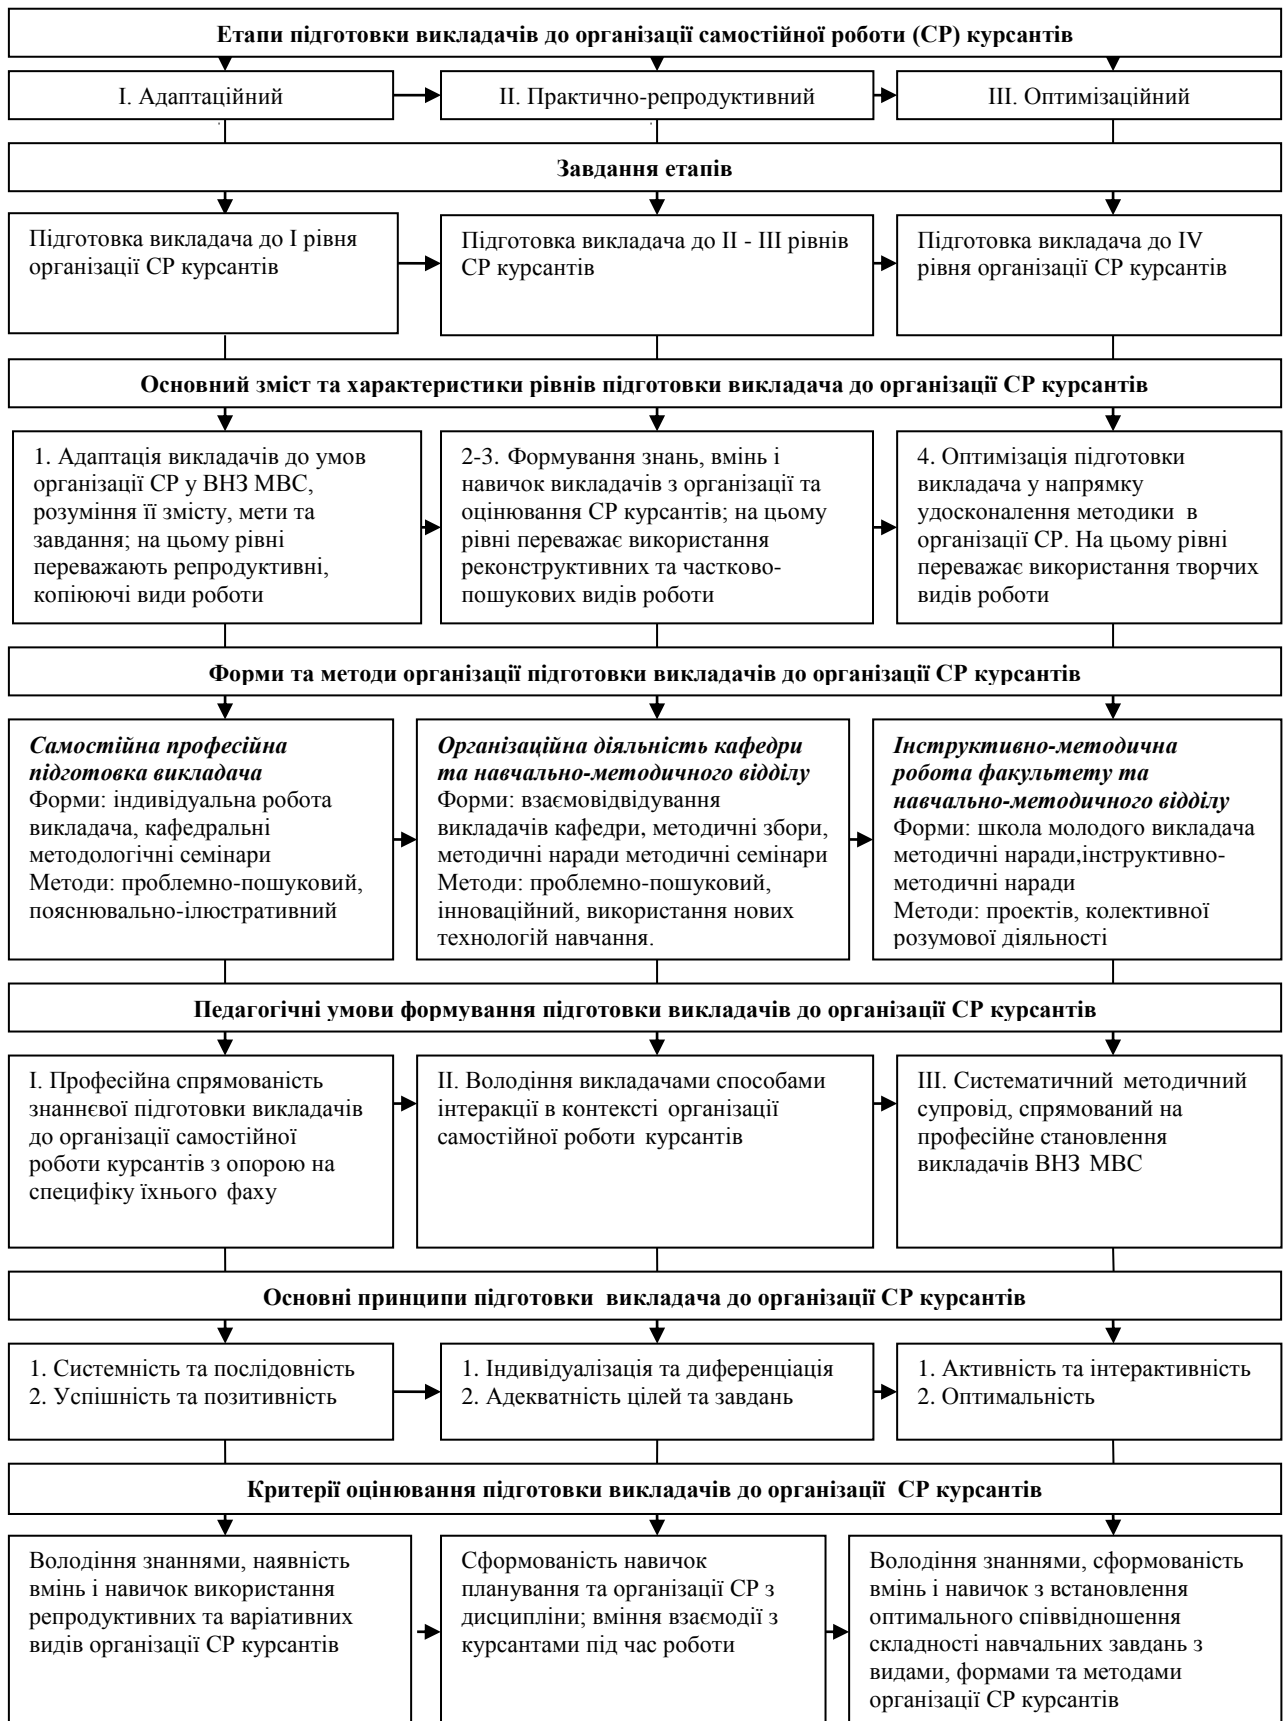 Етапи підготовки викладачів до організації самостійної роботи (СР) курсантів
І. Адаптаційний
ІІ. Практично-репродуктивний
ІІІ. Оптимізаційний
Завдання етапів
Підготовка викладача до І рівня
організації СР курсантів
Підготовка викладача до ІІ - ІІІ рівнів
СР курсантів
Підготовка викладача до IV
рівня організації СР курсантів
Основний зміст та характеристики рівнів підготовки викладача до організації СР курсантів
1. Адаптація викладачів до умов
організації СР у ВНЗ МВС,
розуміння її змісту, мети та
завдання; на цьому рівні
переважають репродуктивні,
копіюючі види роботи
2-3. Формування знань, вмінь і
навичок викладачів з організації та
оцінювання СР курсантів; на цьому
рівні переважає використання
реконструктивних та частково-
пошукових видів роботи
4. Оптимізація підготовки
викладача у напрямку
удосконалення методики в
організації СР. На цьому рівні
переважає використання творчих
видів роботи
Форми та методи організації підготовки викладачів до організації СР курсантів
Самостійна професійна
підготовка викладача
Форми: індивідуальна робота
викладача, кафедральні
методологічні семінари
Методи: проблемно-пошуковий,
пояснювально-ілюстративний
Організаційна діяльність кафедри
та навчально-методичного відділу
Форми: взаємовідвідування
викладачів кафедри, методичні збори,
методичні наради методичні семінари
Методи: проблемно-пошуковий,
інноваційний, використання нових
технологій навчання.
Інструктивно-методична
робота факультету та
навчально-методичного відділу
Форми: школа молодого викладача
методичні наради,інструктивно-
методичні наради
Методи: проектів, колективної
розумової діяльності
Педагогічні умови формування підготовки викладачів до організації СР курсантів
І. Професійна спрямованість
знаннєвої підготовки викладачів
до організації самостійної
роботи курсантів з опорою на
специфіку їхнього фаху
ІІ. Володіння викладачами способами
інтеракції в контексті організації
самостійної роботи курсантів
ІІІ. Систематичний методичний
супровід, спрямований на
професійне становлення
викладачів ВНЗ МВС
Основні принципи підготовки викладача до організації СР курсантів
1. Системність та послідовність
2. Успішність та позитивність
1. Індивідуалізація та диференціація
2. Адекватність цілей та завдань
1. Активність та інтерактивність
2. Оптимальність
Критерії оцінювання підготовки викладачів до організації СР курсантів
Володіння знаннями, наявність
вмінь і навичок використання
репродуктивних та варіативних
видів організації СР курсантів
Сформованість навичок
планування та організації СР з
дисципліни; вміння взаємодії з
курсантами під час роботи
Володіння знаннями, сформованість
вмінь і навичок з встановлення
оптимального співвідношення
складності навчальних завдань з
видами, формами та методами
організації СР курсантів